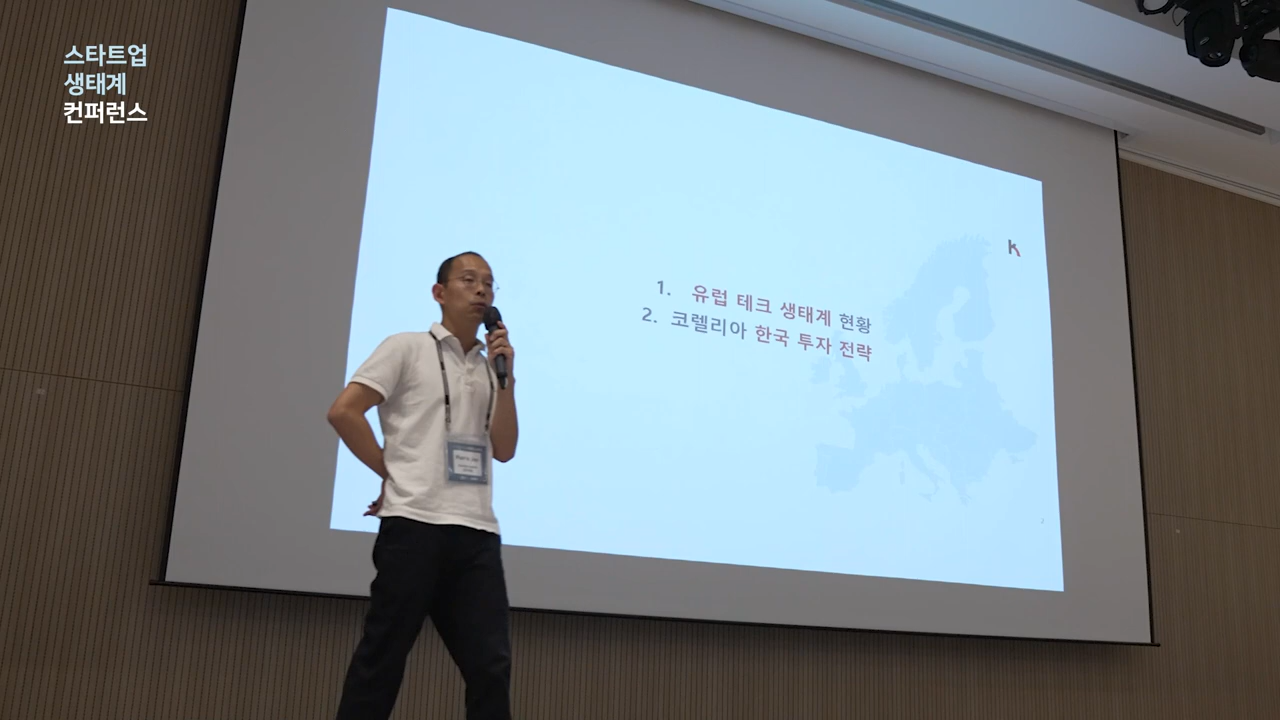 스타트업
생태계
컨퍼런스
K
1. 유럽 테크 생태계 현황
2. 코렐리아 한국 투자 전략